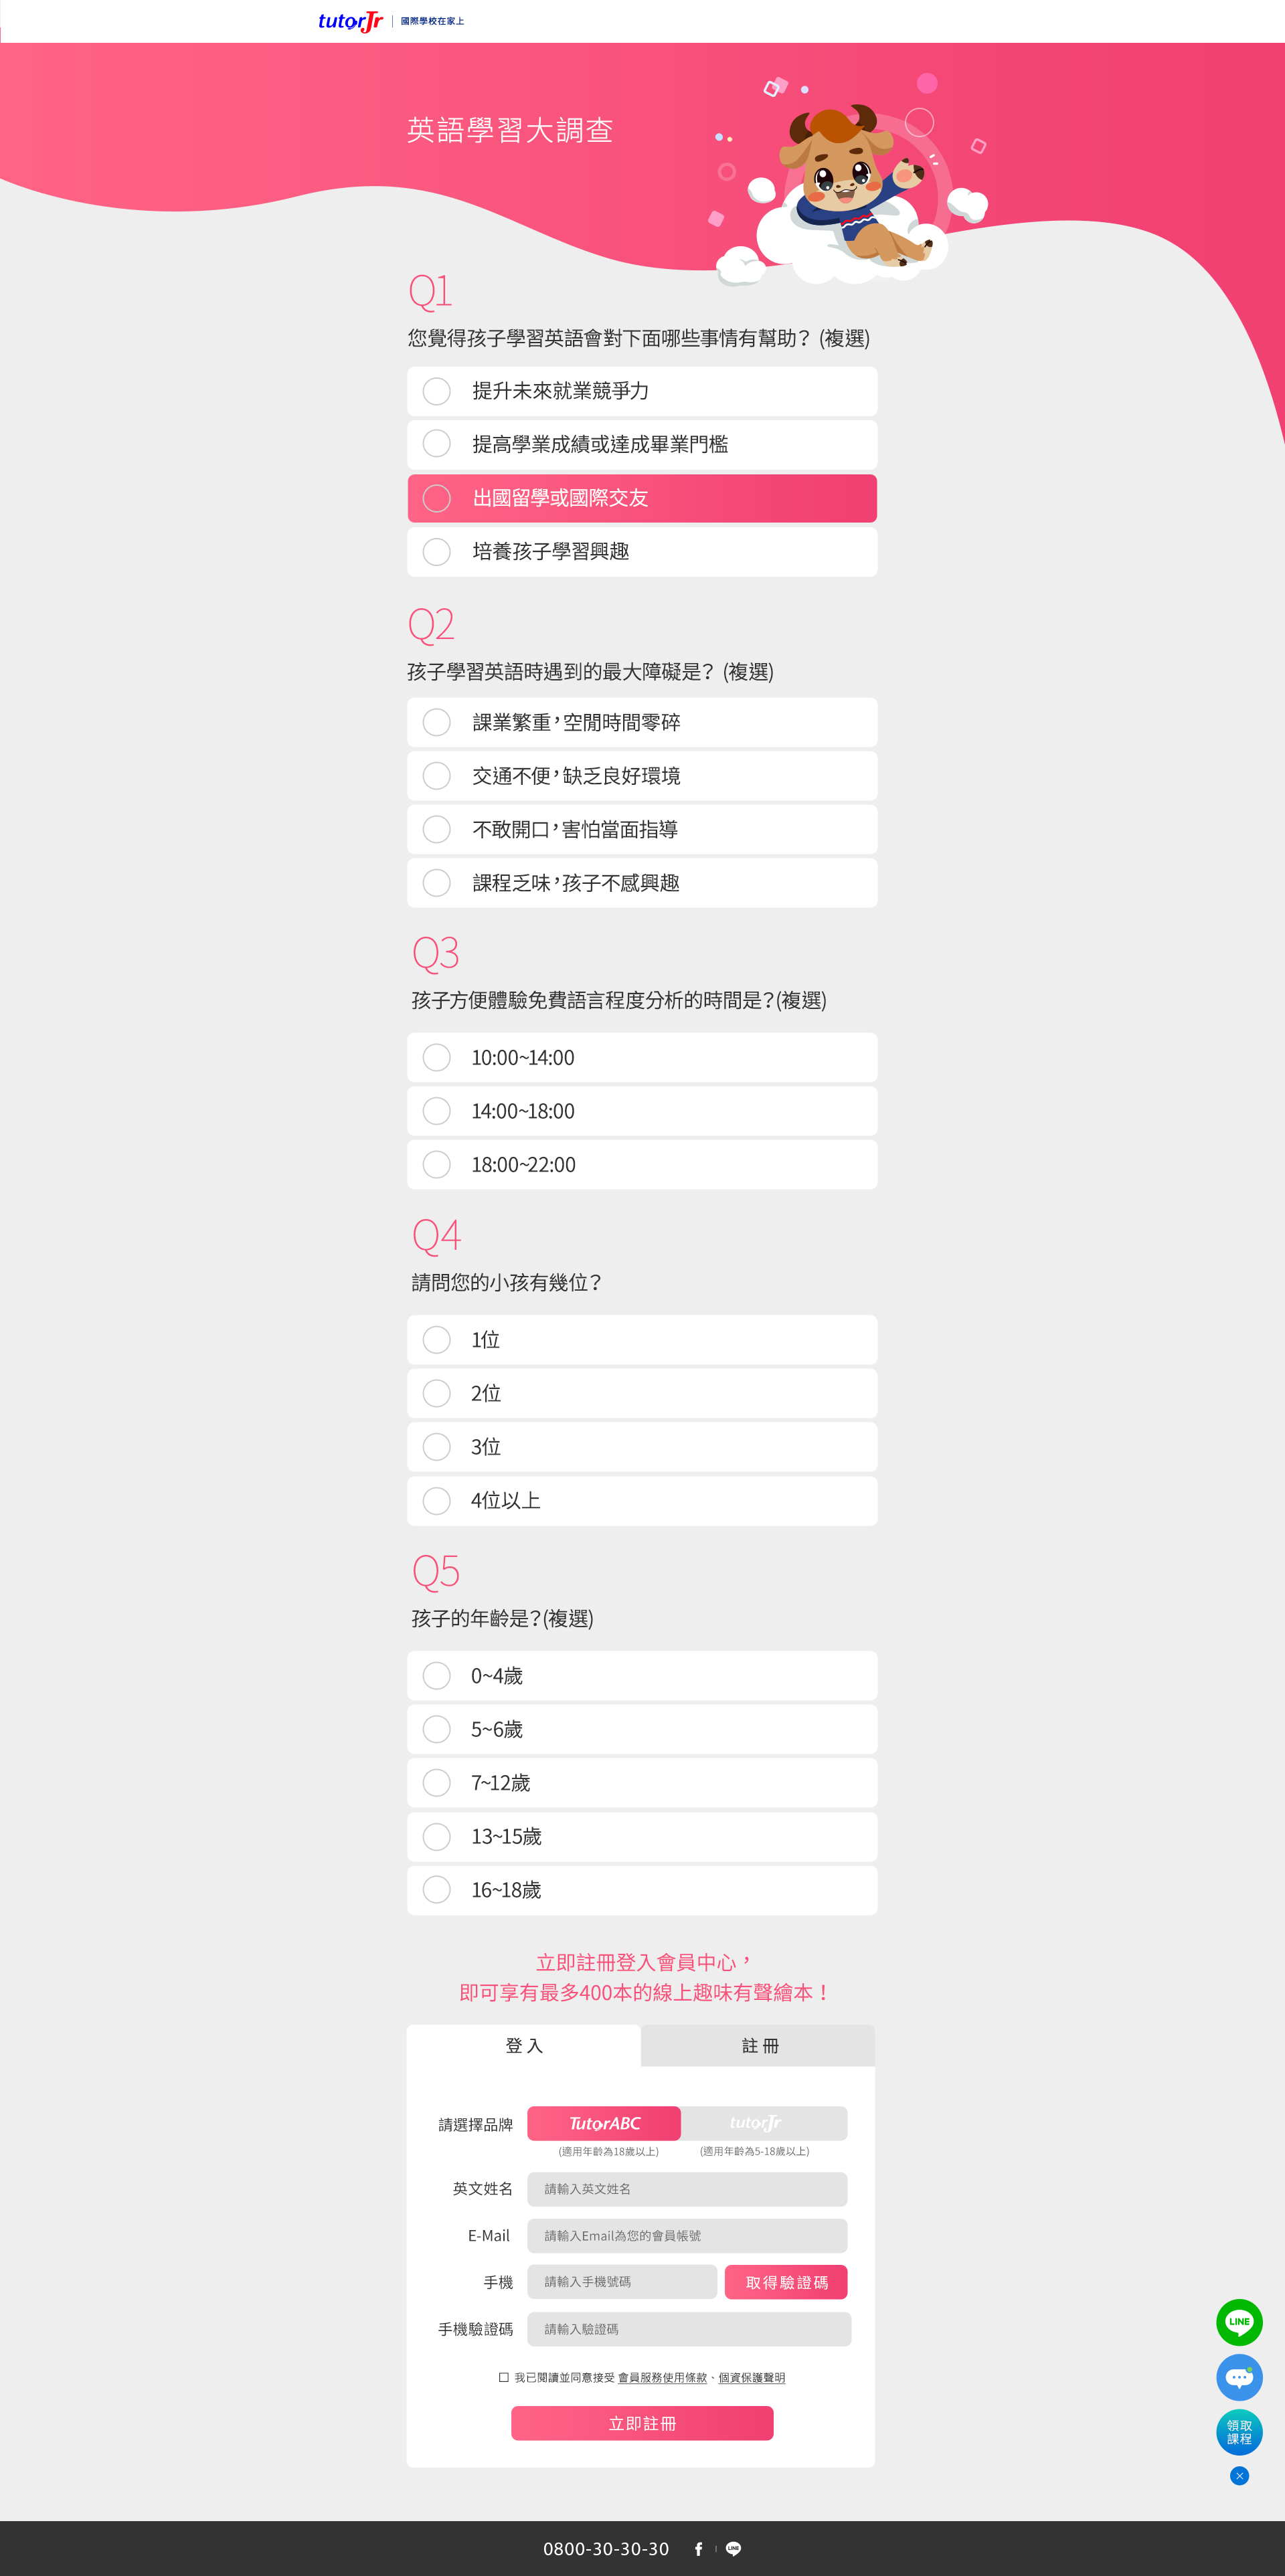 tutorJr | 國際學校在家上
英語學習大調查
Q1
您覺得孩子學習英語會對下面哪些事情有幫助? (複選)
提升未來就業競爭力
提高學業成績或達成畢業門檻
出國留學或國際交友
培養孩子學習興趣
Q2
孩子學習英語時遇到的最大障礙是? (複選)
課業繁重，空閒時間零碎
交通不便，缺乏良好環境
不敢開口，害怕當面指導
課程乏味，孩子不感興趣
Q3
孩子方便體驗免費語言程度分析的時間是?(複選)
10:00~14:00
14:00~18:00
18:00~22:00
Q4
請問您的小孩有幾位?
1位
2位
3位
4位以上
Q5
孩子的年齡是?(複選)
0~4歲
5~6歲
7~12歲
13~15歲
16~18歲
立即註冊登入會員中心，
即可享有最多400本的線上趣味有聲繪本！
登入 註冊
請選擇品牌 TutorABC tutorJr
(適用年齡為18歲以上) (適用年齡為5-18歲以上)
英文姓名 請輸入英文姓名
E-Mail 請輸入Email為您的會員帳號
手機 請輸入手機號碼 取得驗證碼
手機驗證碼 請輸入驗證碼
我已閱讀並同意接受 會員服務使用條款、個資保護聲明
立即註冊
LINE
領取
課程
0800-30-30-30 f | LINE